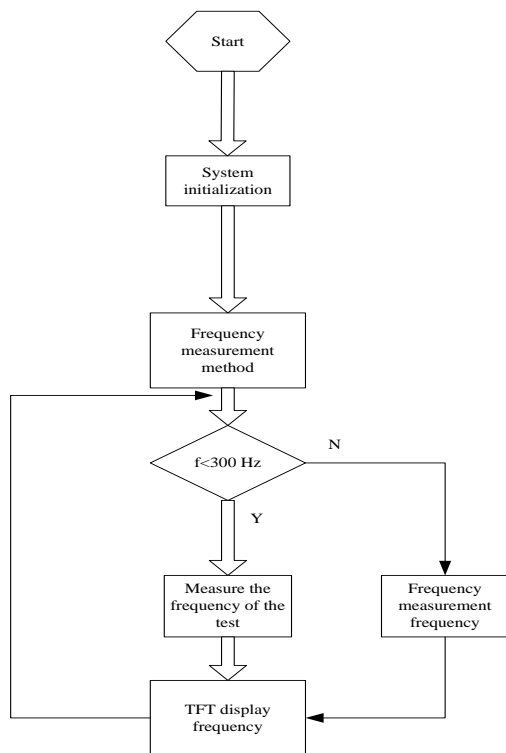 Start
System
initialization
Frequency
measurement
method
f<300 Hz
N
Y
Measure the
frequency of the
test
Frequency
measurement
frequency
TFT display
frequency